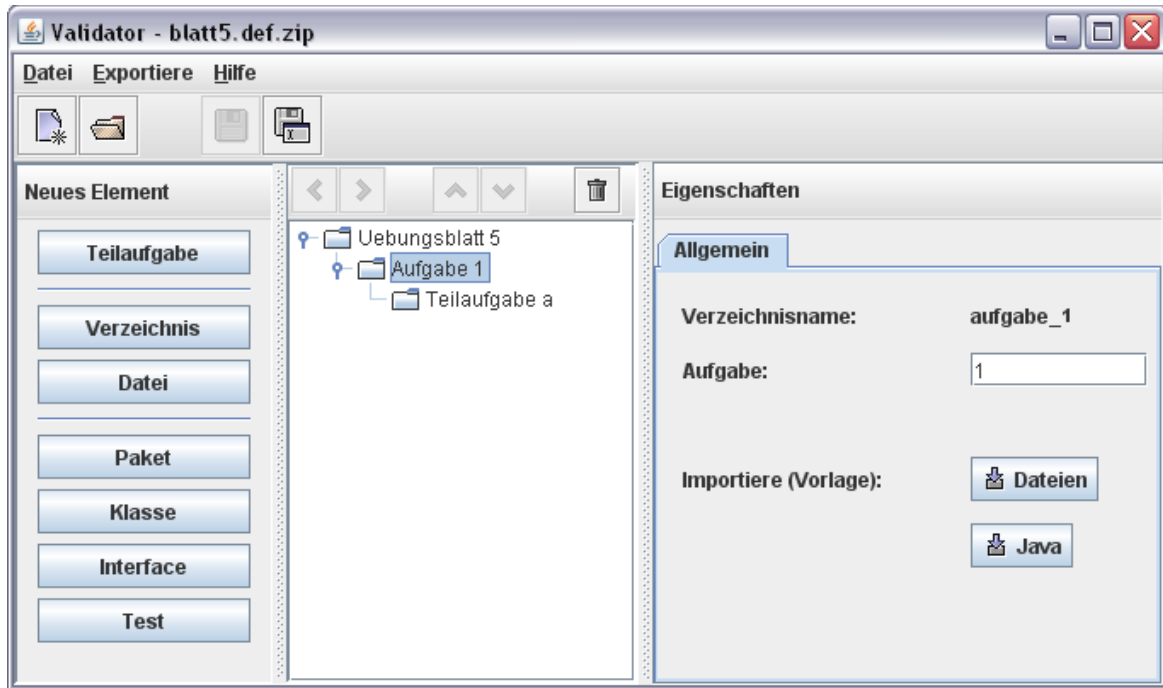 Validator - blatt5.def.zip
Datei Exportiere Hilfe
Neues Element
Teilaufgabe
Verzeichnis
Datei
Paket
Klasse
Interface
Test
Uebungsblatt 5
Aufgabe 1
Teilaufgabe a
Eigenschaften
Allgemein
Verzeichnisname: aufgabe_1
Aufgabe: 1
Importiere (Vorlage): Dateien
Java